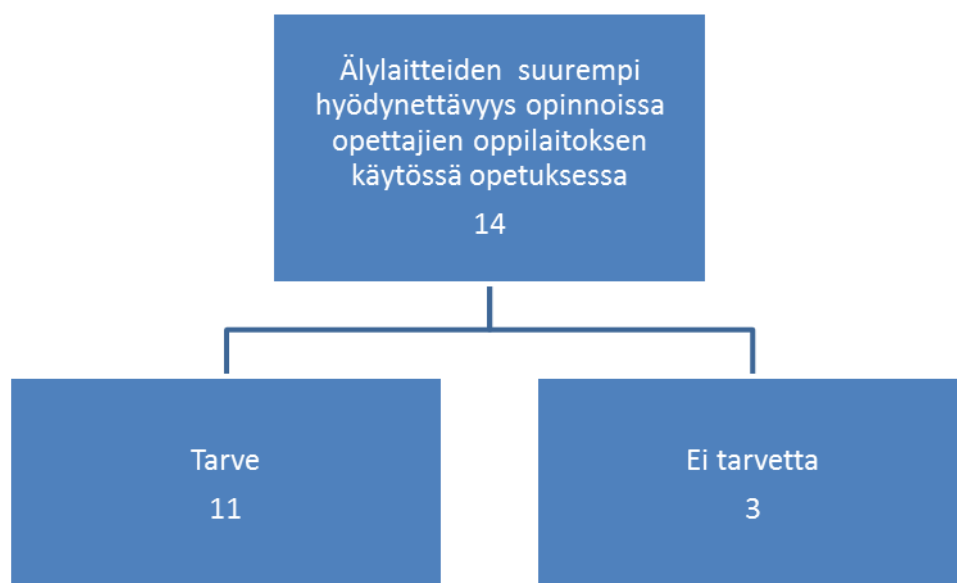 Älylaitteiden suurempi
hyödynettävyys opinnoissa
opettajien oppilaitoksen
käytössä opetuksessa
14
Tarve
11
Ei tarvetta
3